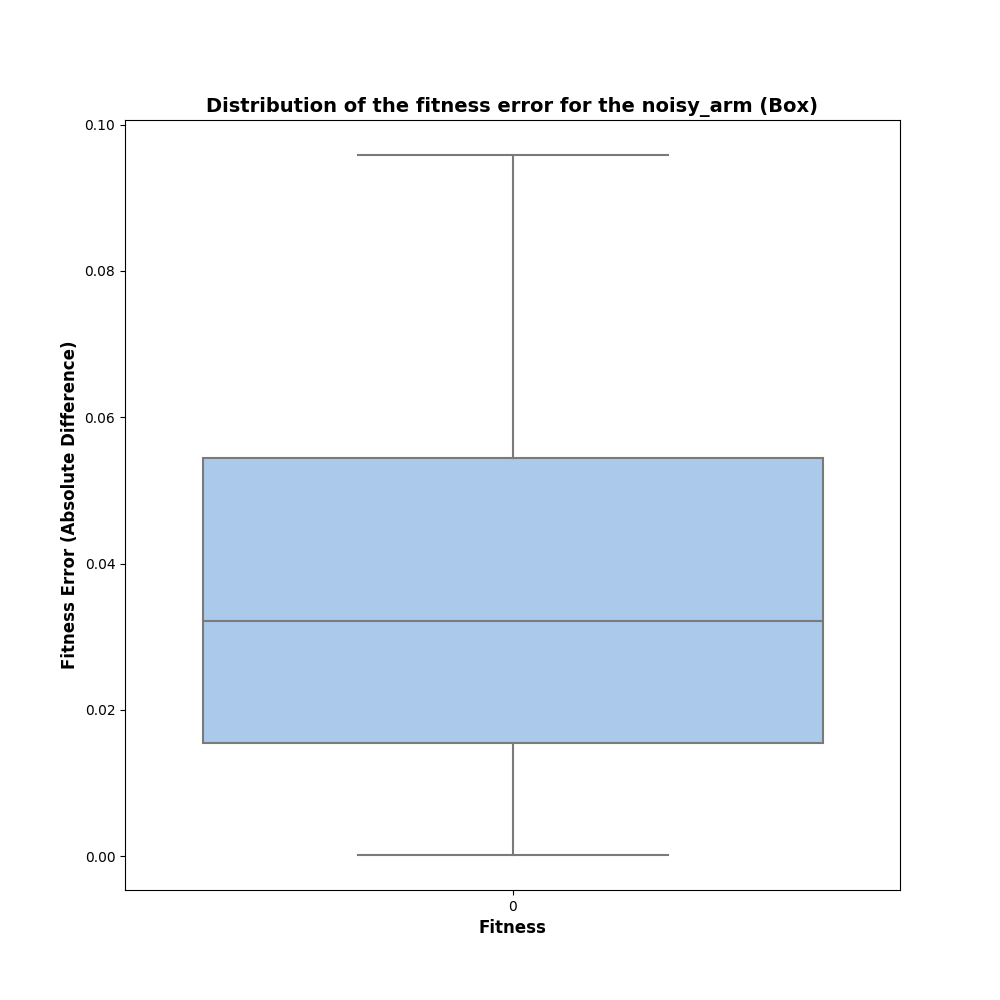 Distribution of the fitness error for the noisy_arm (Box)
0.10
0.08
0.06
0.04
0.02
0.00
Fitness Error (Absolute Difference)
0
Fitness